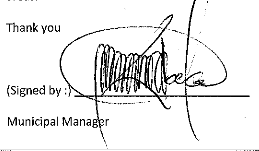 Thank you
(Signed by :)
Municipal Manager